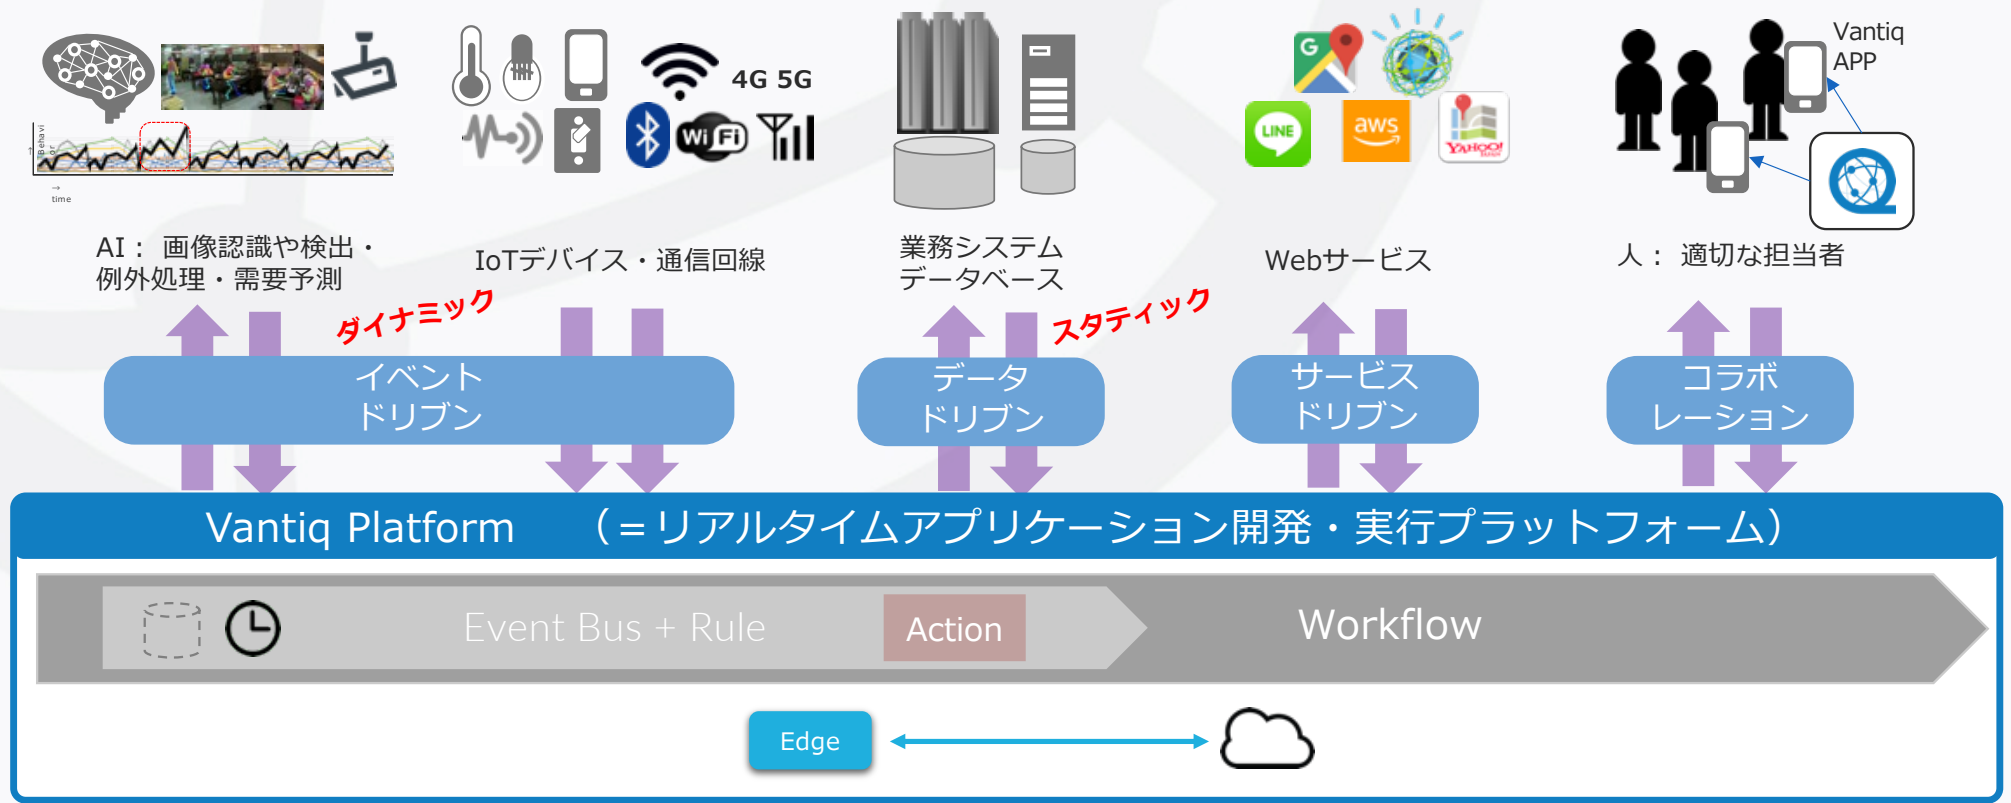 Vantiq
APP
4G 5G
WiFi
G
LINE
aws
YAHOO!
JAPAN
↑ Behavior
→
time
AI： 画像認識や検出・
例外処理・需要予測
IoTデバイス・通信回線
業務システム
データベース
Webサービス
人： 適切な担当者
ダイナミック
スタティック
イベント
ドリブン
データ
ドリブン
サービス
ドリブン
コラボ
レーション
Vantiq Platform （＝リアルタイムアプリケーション開発・実行プラットフォーム）
Event Bus + Rule
Action
Workflow
Edge